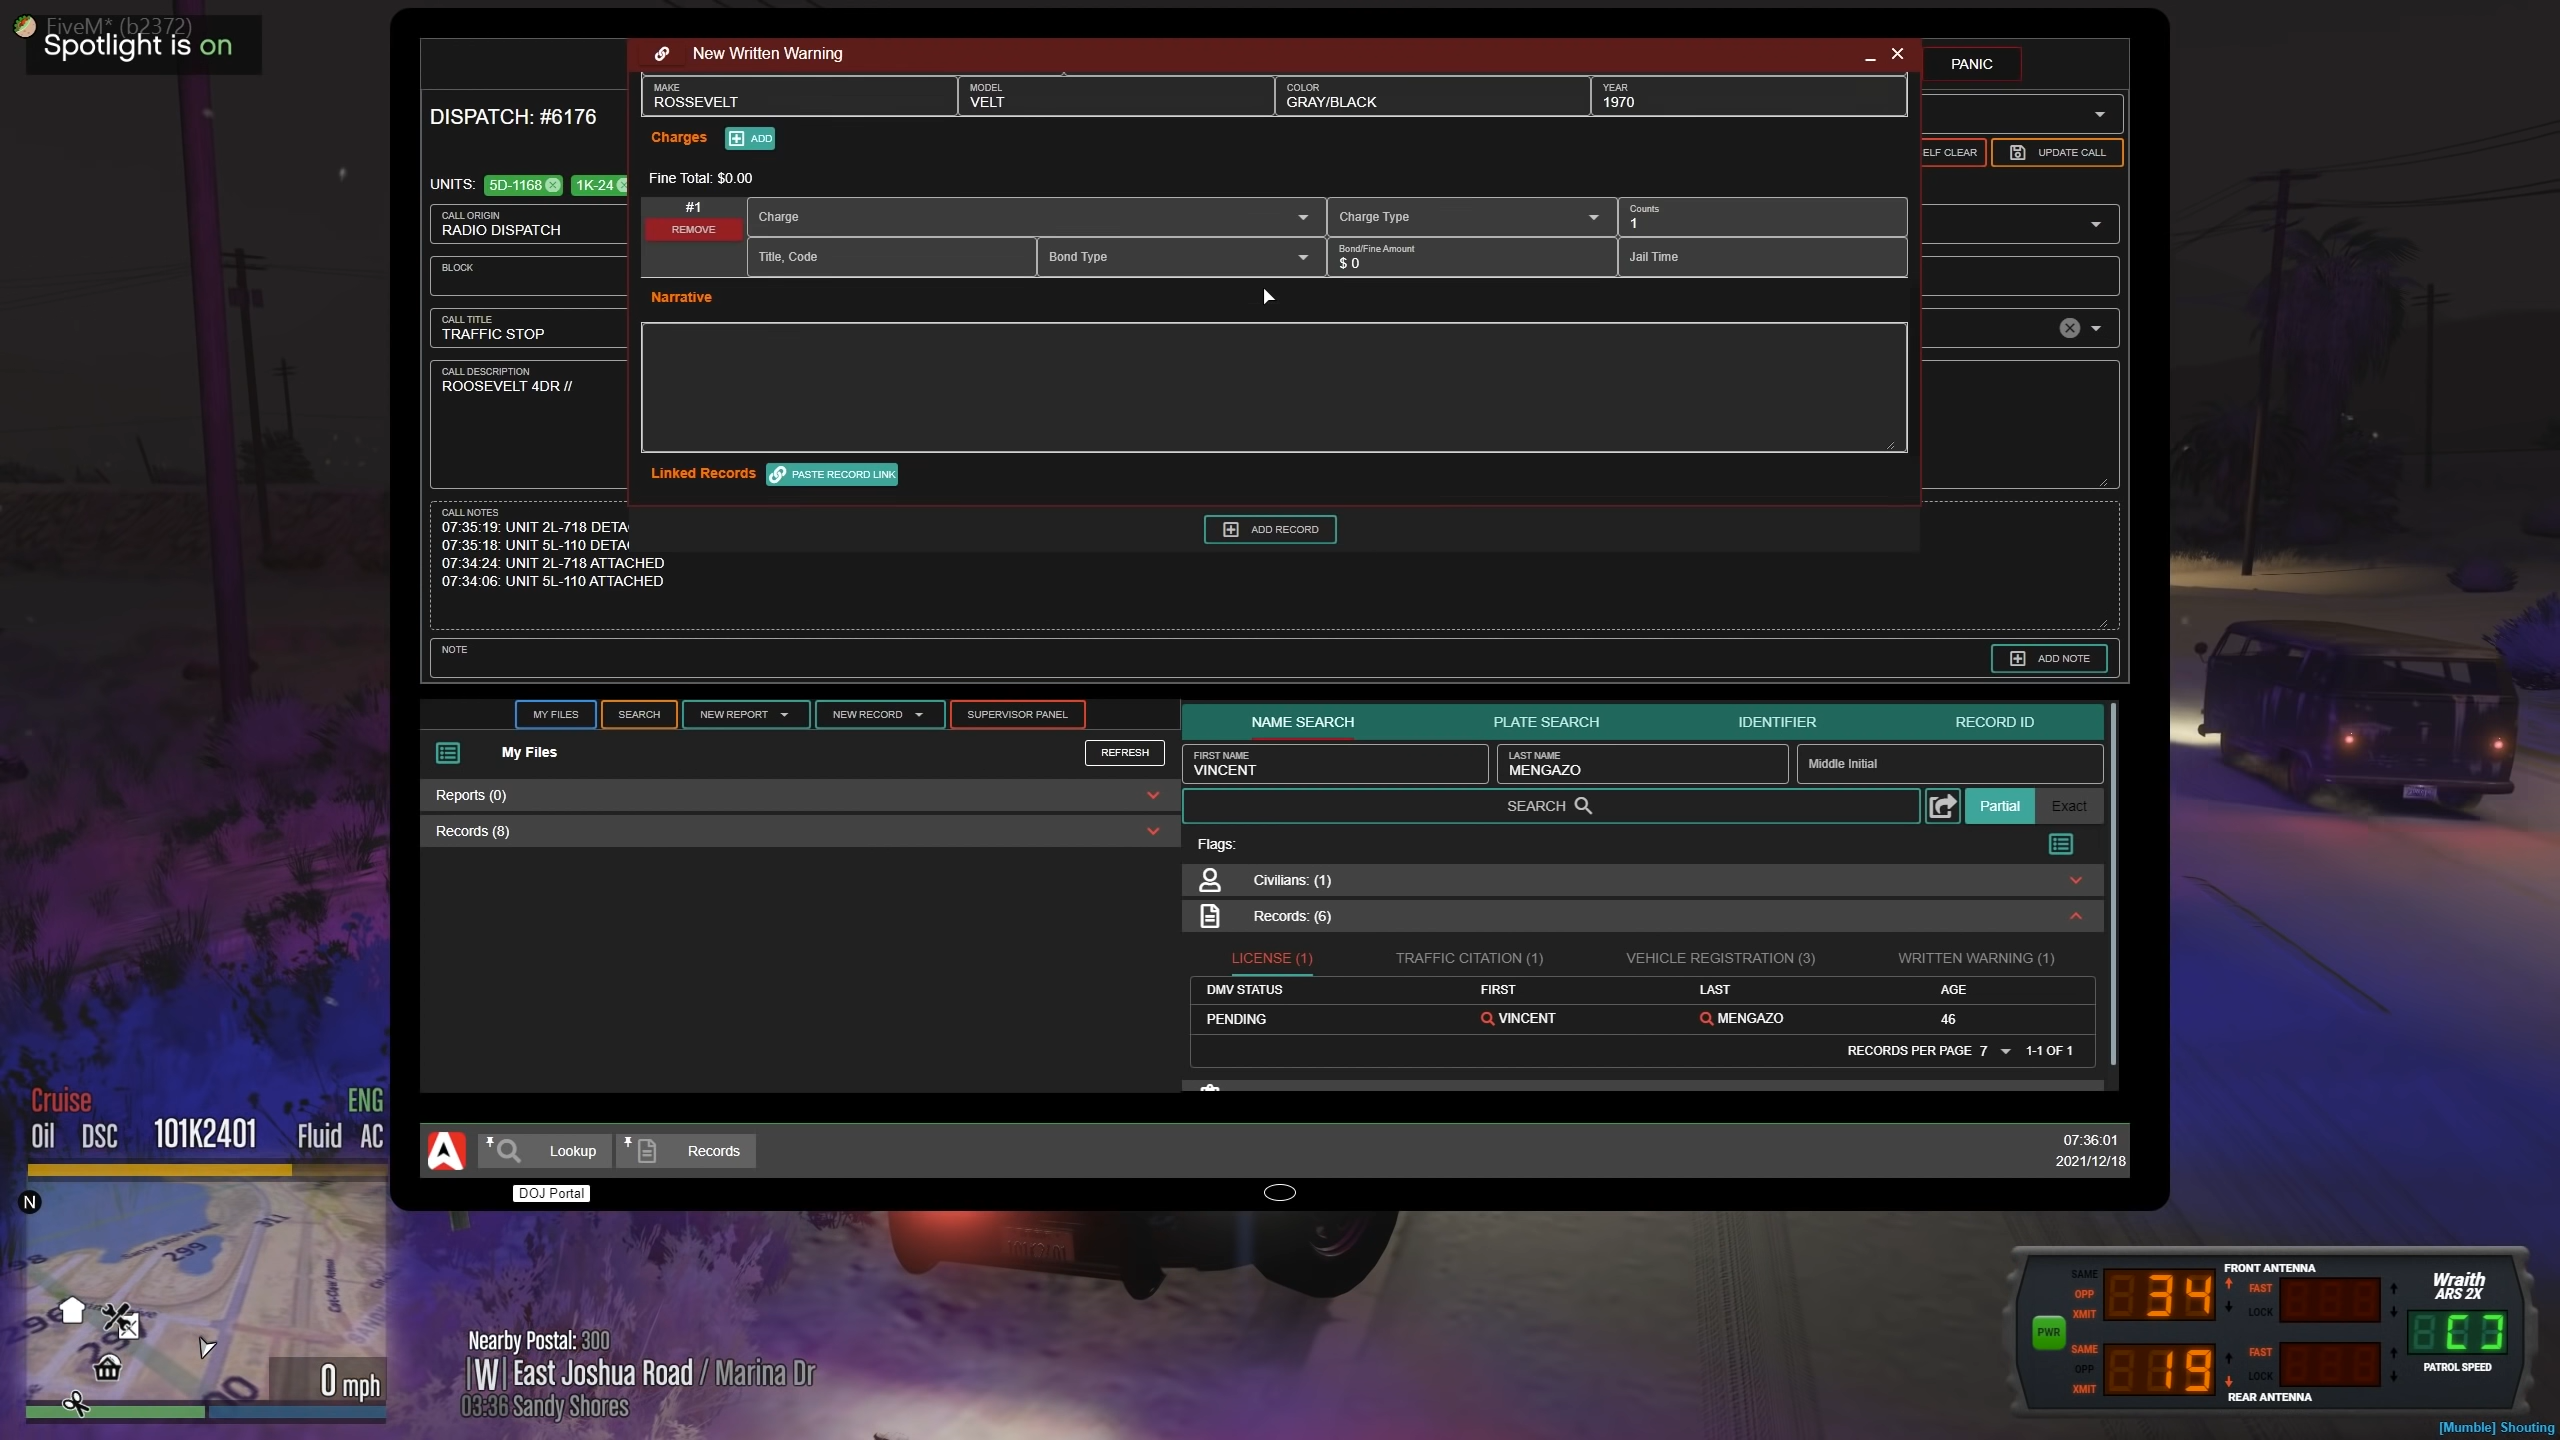 FiveM* (b2372)
Spotlight is on
New Written Warning
PANIC
MAKE
ROSSEVELT
MODEL
VELT
COLOR
GRAY/BLACK
YEAR
1970
DISPATCH: #6176
Charges
ADD
ELF CLEAR
UPDATE CALL
Fine Total: $0.00
UNITS:
5D-1168
1K-24
#1
REMOVE
Charge
Charge Type
Counts
1
Title, Code
Bond Type
Bond/Fine Amount
$ 0
Jail Time
CALL ORIGIN
RADIO DISPATCH
BLOCK
Narrative
CALL TITLE
TRAFFIC STOP
CALL DESCRIPTION
ROOSEVELT 4DR //
Linked Records
PASTE RECORD LINK
CALL NOTES
07:35:19: UNIT 2L-718 DETA
07:35:18: UNIT 5L-110 DETA
07:34:24: UNIT 2L-718 ATTACHED
07:34:06: UNIT 5L-110 ATTACHED
ADD RECORD
NOTE
ADD NOTE
MY FILES
SEARCH
NEW REPORT
NEW RECORD
SUPERVISOR PANEL
My Files
REFRESH
Reports (0)
Records (8)
NAME SEARCH
PLATE SEARCH
IDENTIFIER
RECORD ID
FIRST NAME
VINCENT
LAST NAME
MENGAZO
Middle Initial
SEARCH
Partial
Exact
Flags:
Civilians: (1)
Records: (6)
LICENSE (1)
TRAFFIC CITATION (1)
VEHICLE REGISTRATION (3)
WRITTEN WARNING (1)
DMV STATUS
FIRST
LAST
AGE
PENDING
VINCENT
MENGAZO
46
RECORDS PER PAGE 7
1-1 OF 1
Lookup
Records
07:36:01
2021/12/18
DOJ Portal
Cruise
ENG
Oil DSC 101K2401 Fluid AC
N
299
0 mph
Nearby Postal: 300
|W| East Joshua Road / Marina Dr
03:36 Sandy Shores
FRONT ANTENNA
SAME
OPP
XMIT
34
FAST
LOCK
Wraith
ARS 2X
PWR
SAME
OPP
XMIT
19
FAST
LOCK
PATROL SPEED
REAR ANTENNA
[Mumble] Shouting